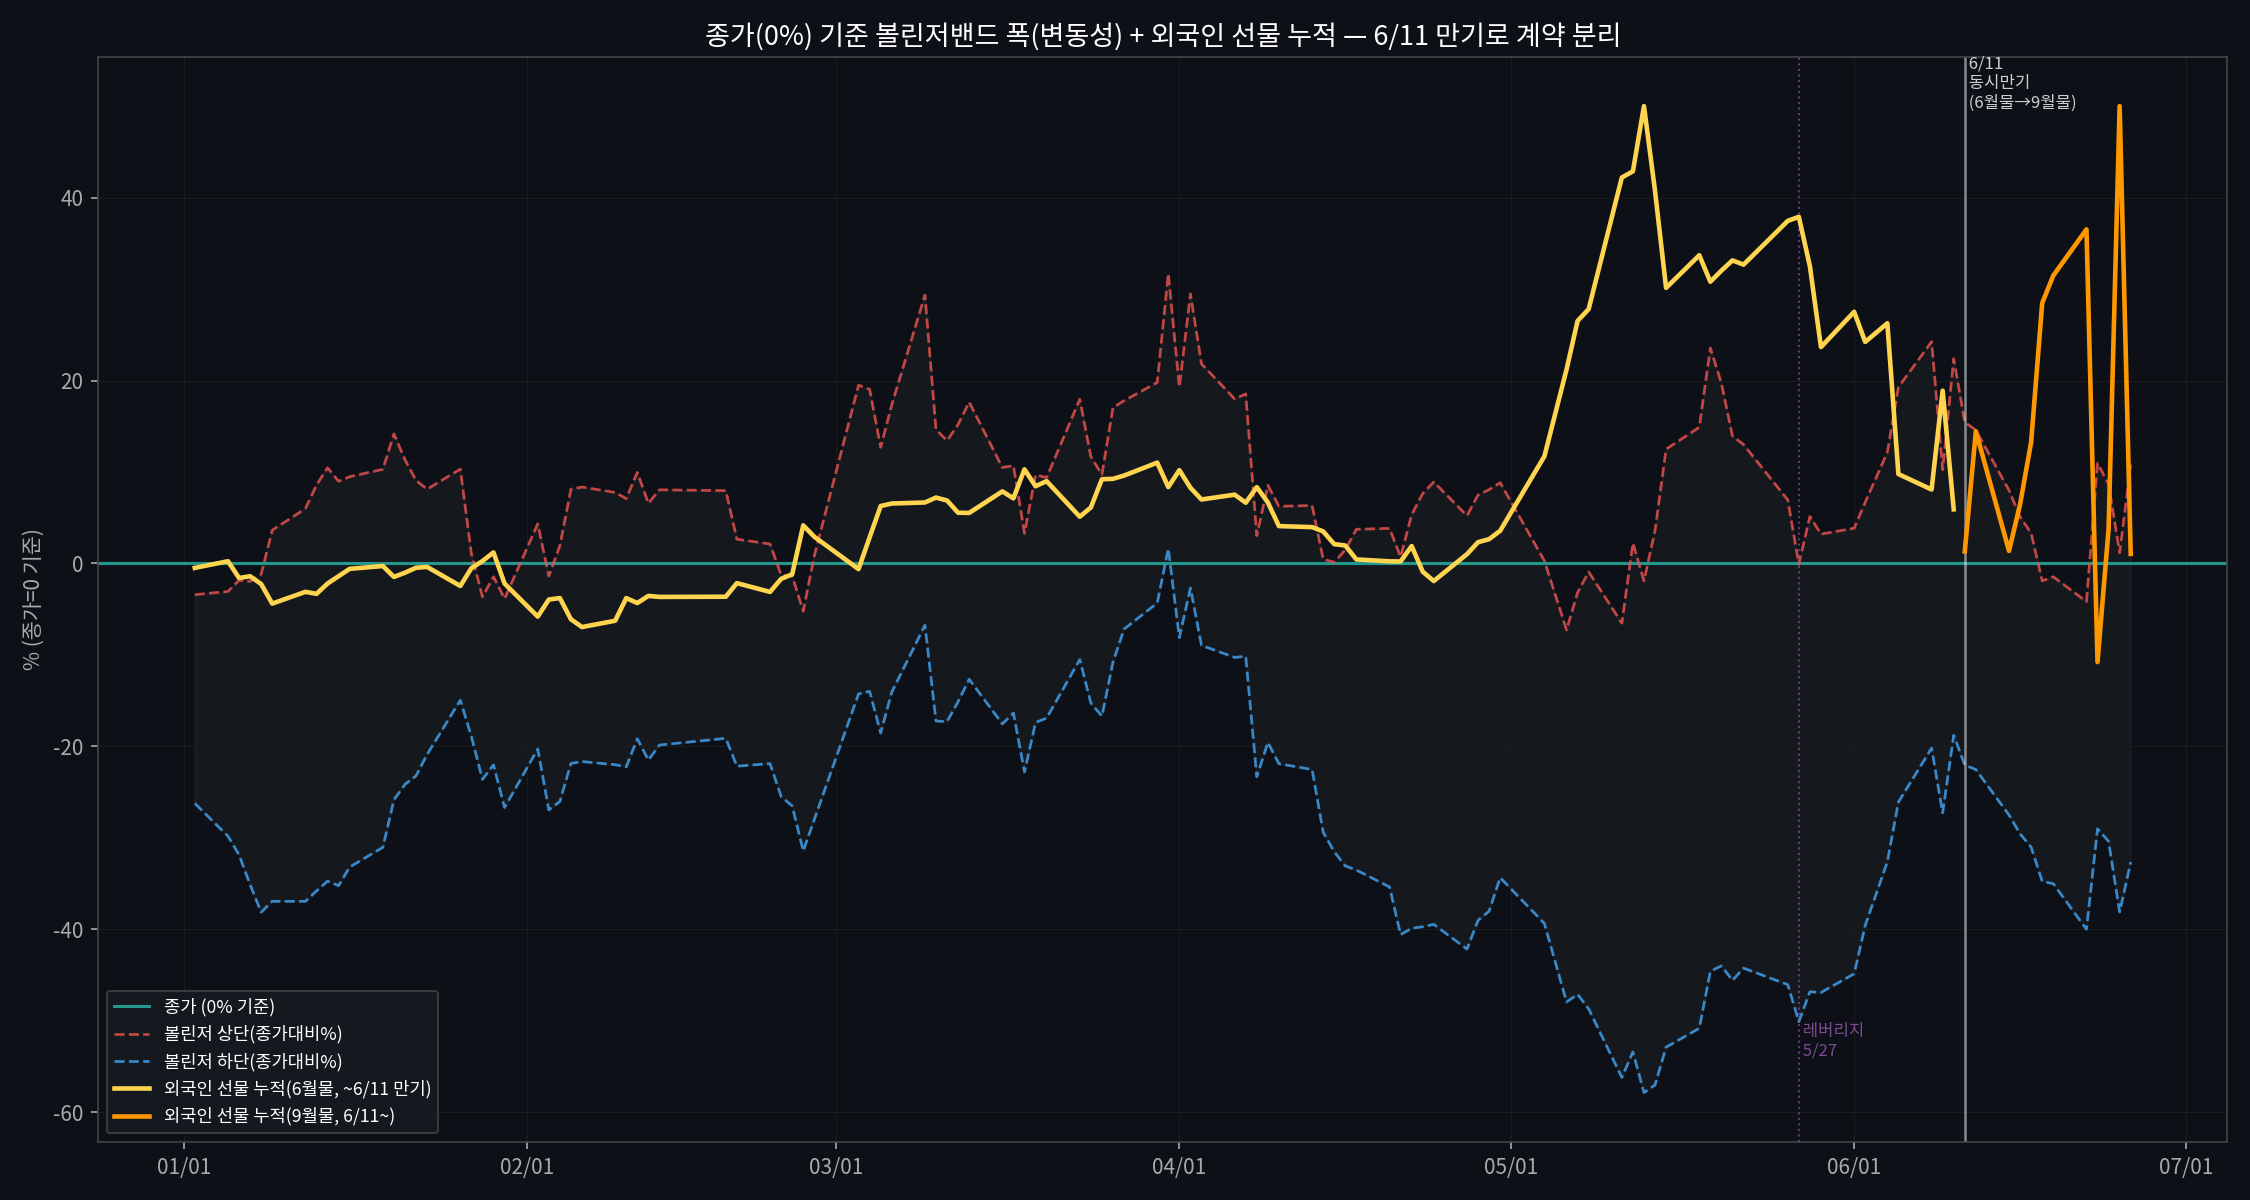 종가(0%) 기준 볼린저밴드 폭(변동성) + 외국인 선물 누적 — 6/11 만기로 계약 분리
6/11
동시만기
(6월물→9월물)
40
20
0
-20
-40
-60
% (종가=0 기준)
레버리지
5/27
종가 (0% 기준)
볼린저 상단(종가대비%)
볼린저 하단(종가대비%)
외국인 선물 누적(6월물, ~6/11 만기)
외국인 선물 누적(9월물, 6/11~)
01/01
02/01
03/01
04/01
05/01
06/01
07/01